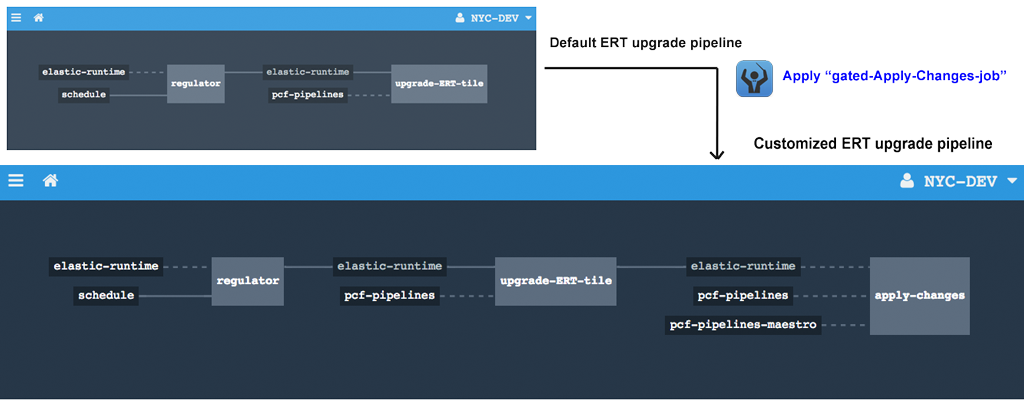 NYC-DEV
elastic-runtime
regulator
elastic-runtime
upgrade-ERT-tile
schedule
pcf-pipelines
Default ERT upgrade pipeline
Apply “gated-Apply-Changes-job”
Customized ERT upgrade pipeline
NYC-DEV
elastic-runtime
regulator
elastic-runtime
upgrade-ERT-tile
elastic-runtime
apply-changes
schedule
pcf-pipelines
pcf-pipelines
pcf-pipelines-maestro